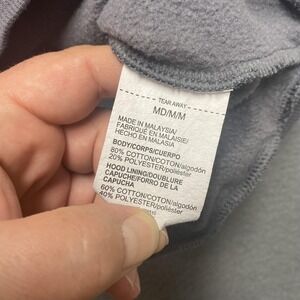 TEAR AWAY
MD/M/M
MADE IN MALAYSIA/
FABRIQUÉ EN MALAISIE/
HECHO EN MALASIA
BODY/CORPS/CUERPO
80% COTTON/COTON/algodón
20% POLYESTER/poliéster
HOOD LINING/DOUBLURE
CAPUCHE/FORRO DE LA
CAPUCHA
60% COTTON/COTON/algodón
40% POLYESTER/poliéster